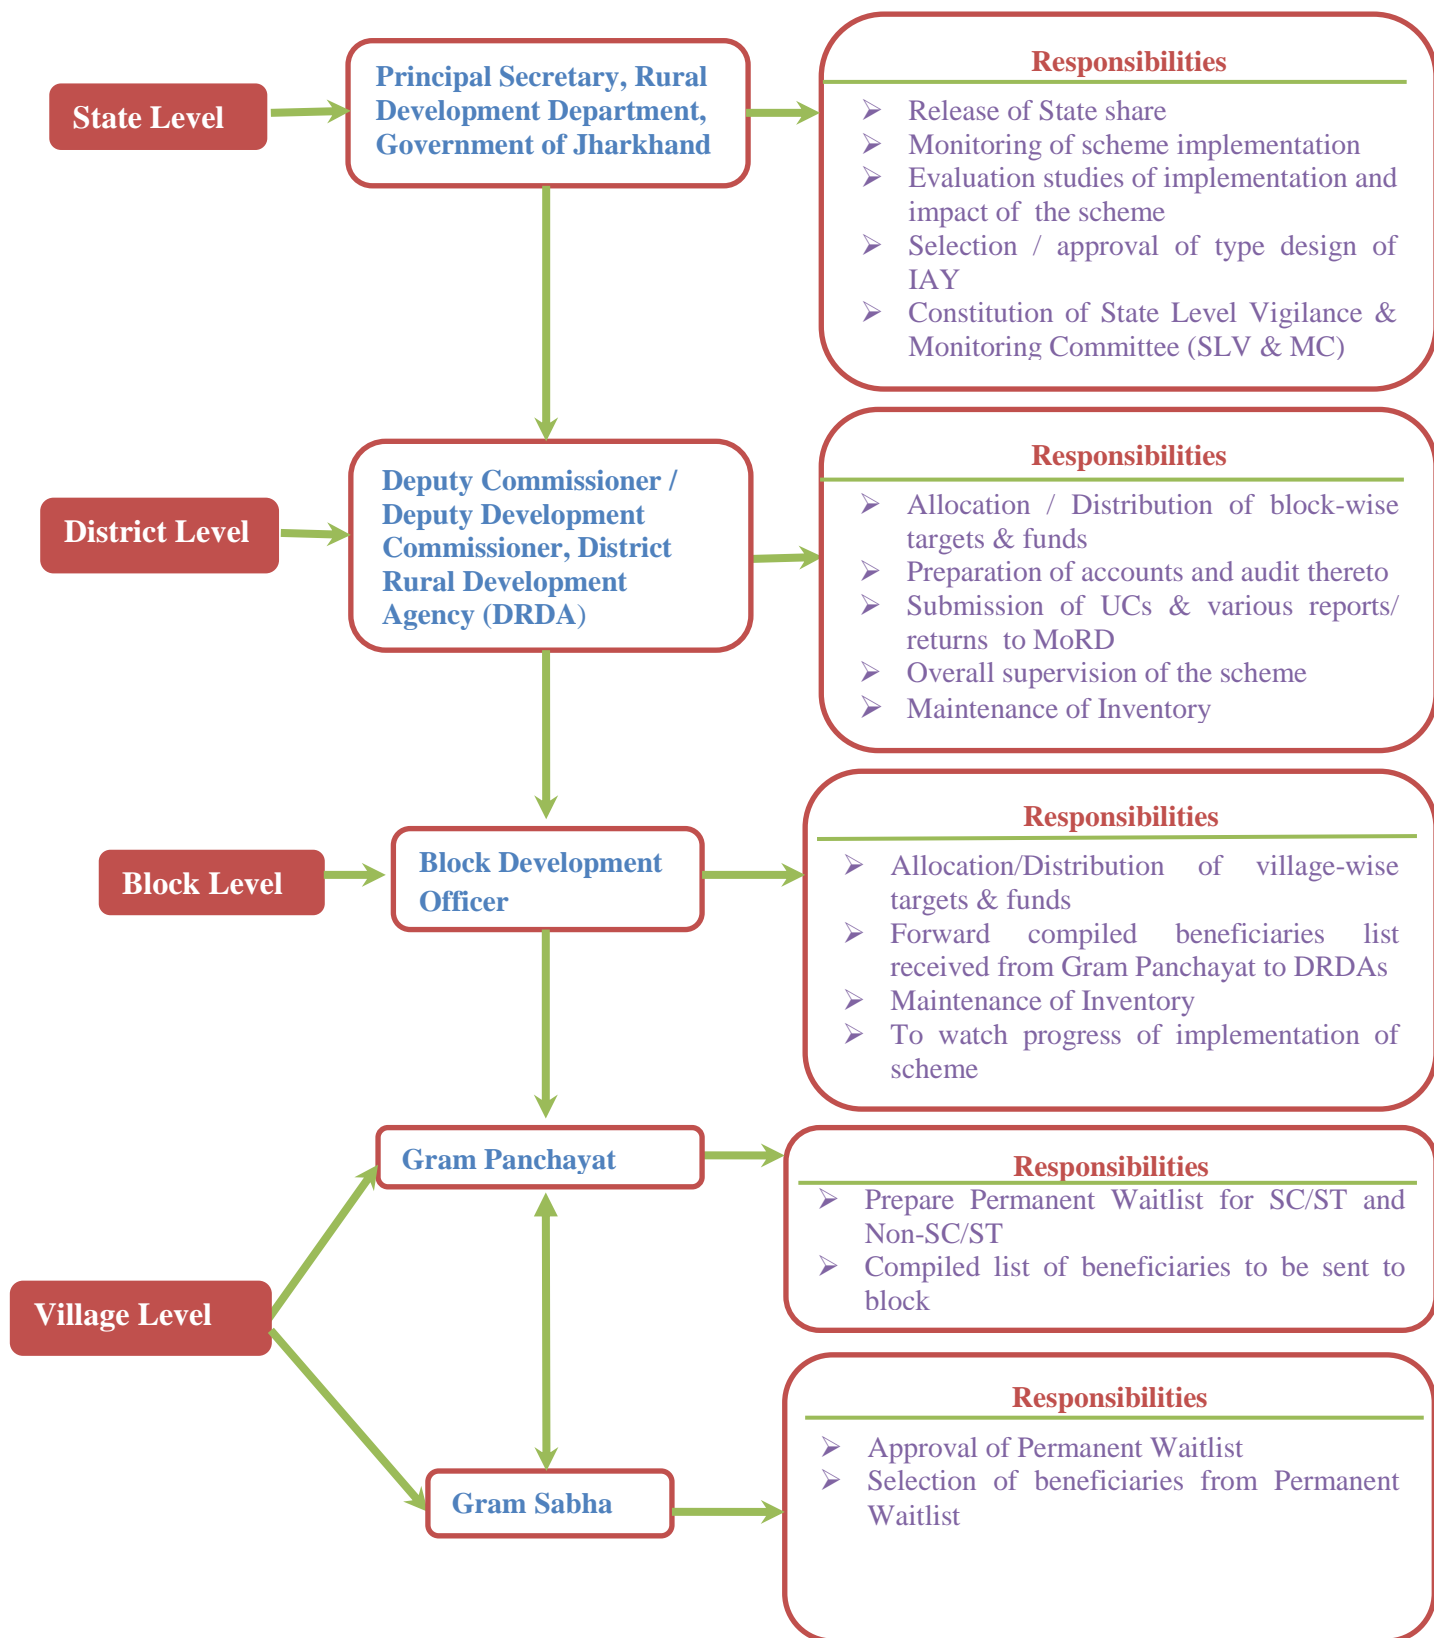 State Level
Principal Secretary, Rural
Development Department,
Government of Jharkhand
Responsibilities
➢ Release of State share
➢ Monitoring of scheme implementation
➢ Evaluation studies of implementation and
impact of the scheme
➢ Selection / approval of type design of
IAY
➢ Constitution of State Level Vigilance &
Monitoring Committee (SLV & MC)
District Level
Deputy Commissioner /
Deputy Development
Commissioner, District
Rural Development
Agency (DRDA)
Responsibilities
➢ Allocation / Distribution of block-wise
targets & funds
➢ Preparation of accounts and audit thereto
➢ Submission of UCs & various reports/
returns to MoRD
➢ Overall supervision of the scheme
➢ Maintenance of Inventory
Block Level
Block Development
Officer
Responsibilities
➢ Allocation/Distribution of village-wise
targets & funds
➢ Forward compiled beneficiaries list
received from Gram Panchayat to DRDAs
➢ Maintenance of Inventory
➢ To watch progress of implementation of
scheme
Village Level
Gram Panchayat
Responsibilities
➢ Prepare Permanent Waitlist for SC/ST and
Non-SC/ST
➢ Compiled list of beneficiaries to be sent to
block
Gram Sabha
Responsibilities
➢ Approval of Permanent Waitlist
➢ Selection of beneficiaries from Permanent
Waitlist